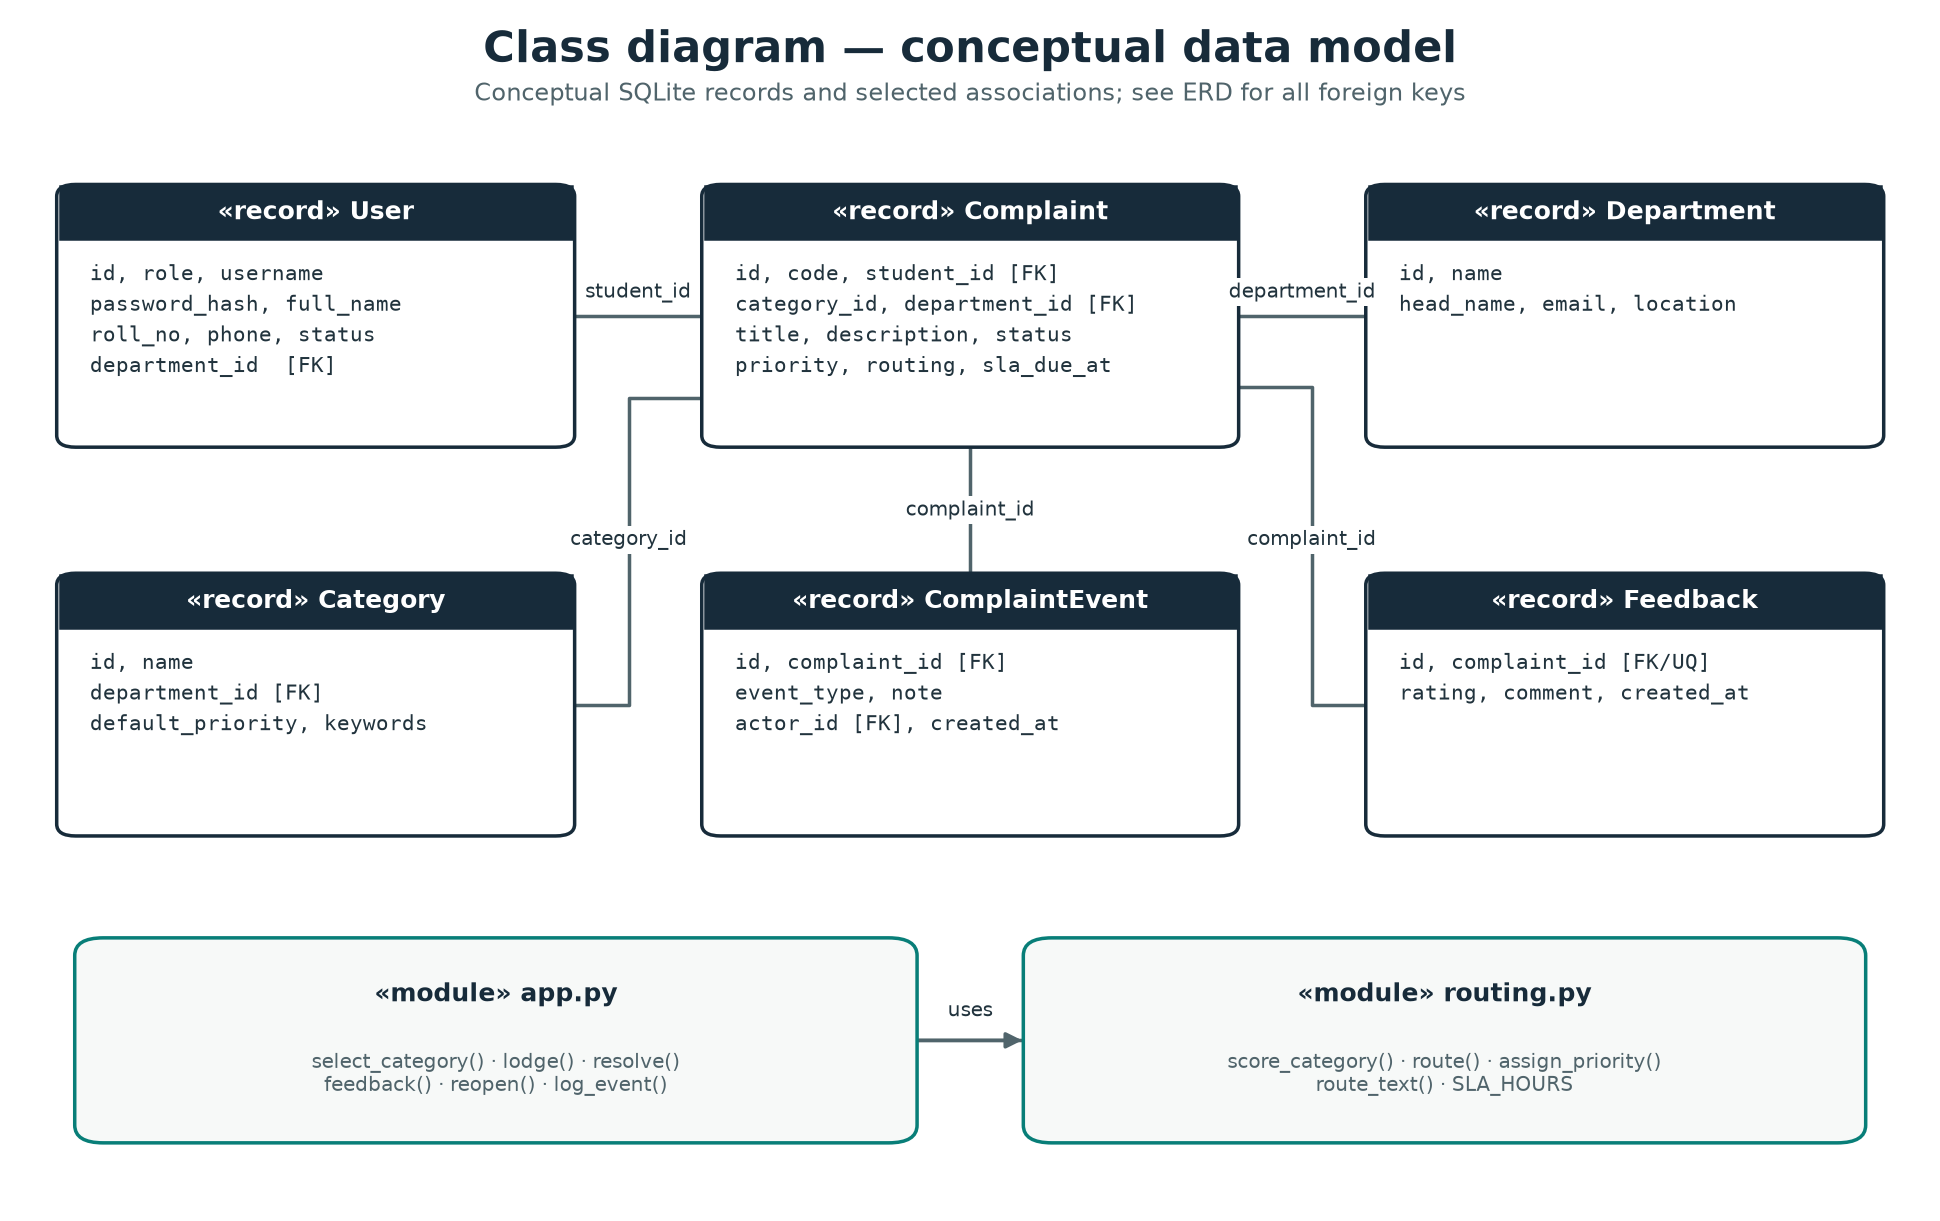 Class diagram — conceptual data model
Conceptual SQLite records and selected associations; see ERD for all foreign keys
«record» User
id, role, username
password_hash, full_name
roll_no, phone, status
department_id  [FK]
student_id
«record» Complaint
id, code, student_id [FK]
category_id, department_id [FK]
title, description, status
priority, routing, sla_due_at
department_id
«record» Department
id, name
head_name, email, location
category_id
complaint_id
complaint_id
«record» Category
id, name
department_id [FK]
default_priority, keywords
«record» ComplaintEvent
id, complaint_id [FK]
event_type, note
actor_id [FK], created_at
«record» Feedback
id, complaint_id [FK/UQ]
rating, comment, created_at
«module» app.py
select_category() · lodge() · resolve()
feedback() · reopen() · log_event()
uses
«module» routing.py
score_category() · route() · assign_priority()
route_text() · SLA_HOURS